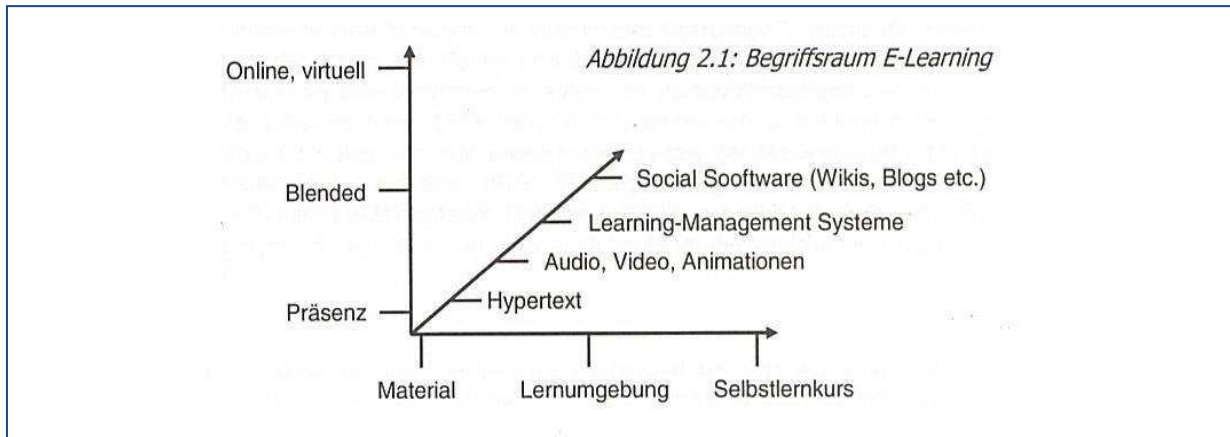 Abbildung 2.1: Begriffsraum E-Learning
Online, virtuell
Blended
Social Sooftware (Wikis, Blogs etc.)
Learning-Management Systeme
Audio, Video, Animationen
Hypertext
Präsenz
Material
Lernumgebung
Selbstlernkurs